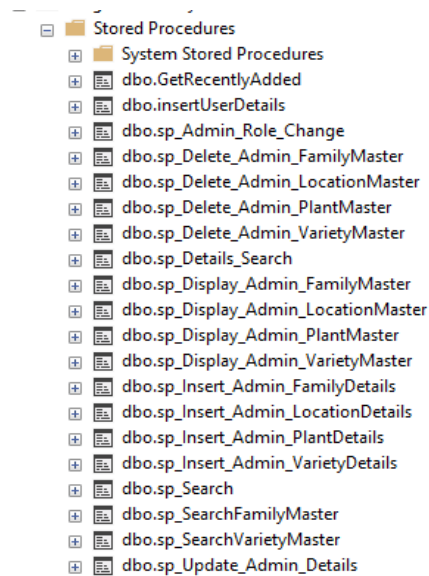 Stored Procedures
System Stored Procedures
dbo.GetRecentlyAdded
dbo.insertUserDetails
dbo.sp_Admin_Role_Change
dbo.sp_Delete_Admin_FamilyMaster
dbo.sp_Delete_Admin_LocationMaster
dbo.sp_Delete_Admin_PlantMaster
dbo.sp_Delete_Admin_VarietyMaster
dbo.sp_Details_Search
dbo.sp_Display_Admin_FamilyMaster
dbo.sp_Display_Admin_LocationMaster
dbo.sp_Display_Admin_PlantMaster
dbo.sp_Display_Admin_VarietyMaster
dbo.sp_Insert_Admin_FamilyDetails
dbo.sp_Insert_Admin_LocationDetails
dbo.sp_Insert_Admin_PlantDetails
dbo.sp_Insert_Admin_VarietyDetails
dbo.sp_Search
dbo.sp_SearchFamilyMaster
dbo.sp_SearchVarietyMaster
dbo.sp_Update_Admin_Details